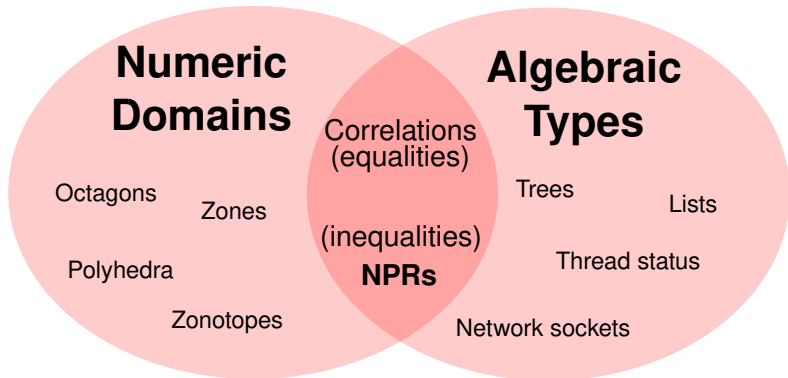 Numeric
Domains
Octagons
Zones
Polyhedra
Zonotopes
Correlations
(equalities)
(inequalities)
NPRs
Algebraic
Types
Trees
Lists
Thread status
Network sockets